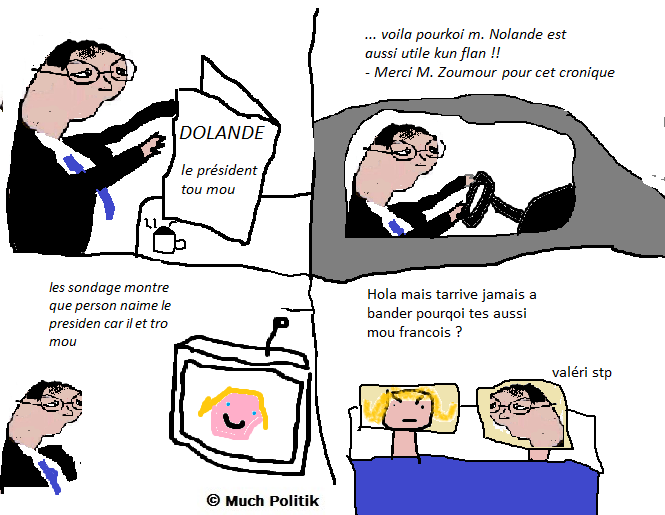 DOLANDE
le président
tou mou
... voila pourkoi m. Nolande est
aussi utile kun flan !!
- Merci M. Zoumour pour cet cronique
les sondage montre
que person naime le
presiden car il et tro
mou
Hola mais tarrive jamais a
bander pourqoi tes aussi
mou francois ?
valéri stp
© Much Politik